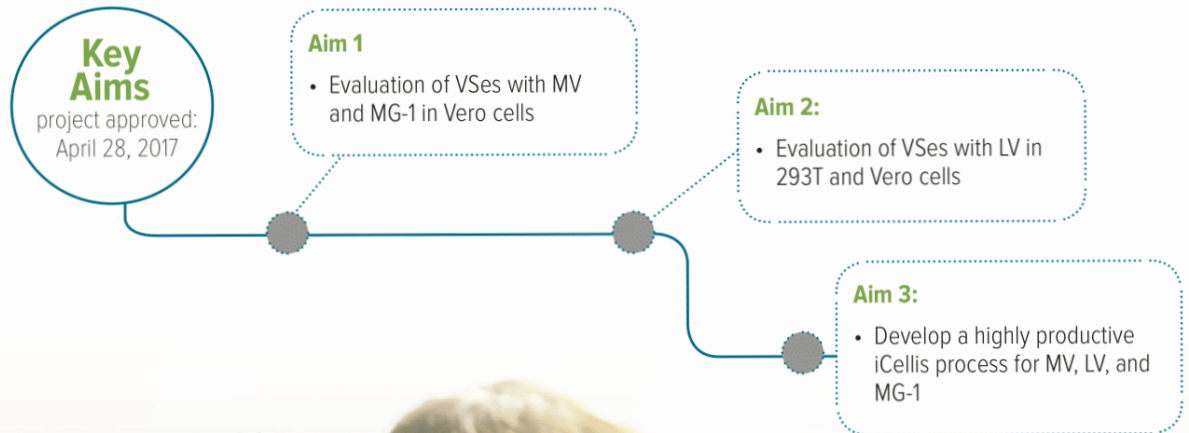 Key
Aims
project approved:
April 28, 2017
Aim 1
• Evaluation of VSes with MV
and MG-1 in Vero cells
Aim 2:
• Evaluation of VSes with LV in
293T and Vero cells
Aim 3:
• Develop a highly productive
iCellis process for MV, LV, and
MG-1